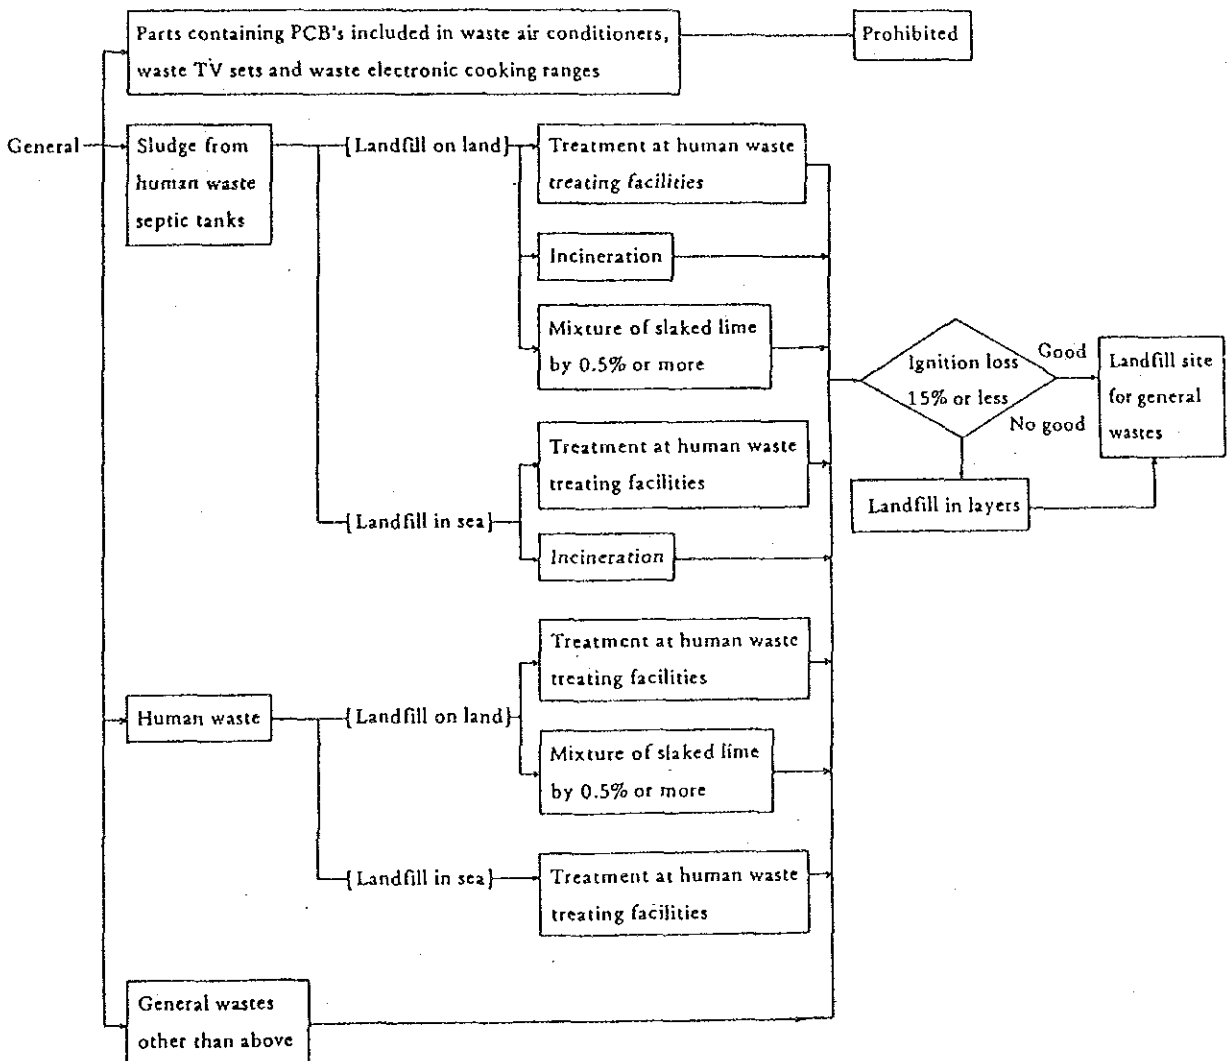 Parts containing PCB's included in waste air conditioners,
waste TV sets and waste electronic cooking ranges
Prohibited
General
Sludge from
human waste
septic tanks
{Landfill on land}
Treatment at human waste
treating facilities
Incineration
Mixture of slaked lime
by 0.5% or more
{Landfill in sea}
Treatment at human waste
treating facilities
Incineration
Ignition loss
15% or less
Good
No good
Landfill site
for general
wastes
Landfill in layers
Human waste
{Landfill on land}
Treatment at human waste
treating facilities
Mixture of slaked lime
by 0.5% or more
{Landfill in sea}
Treatment at human waste
treating facilities
General wastes
other than above